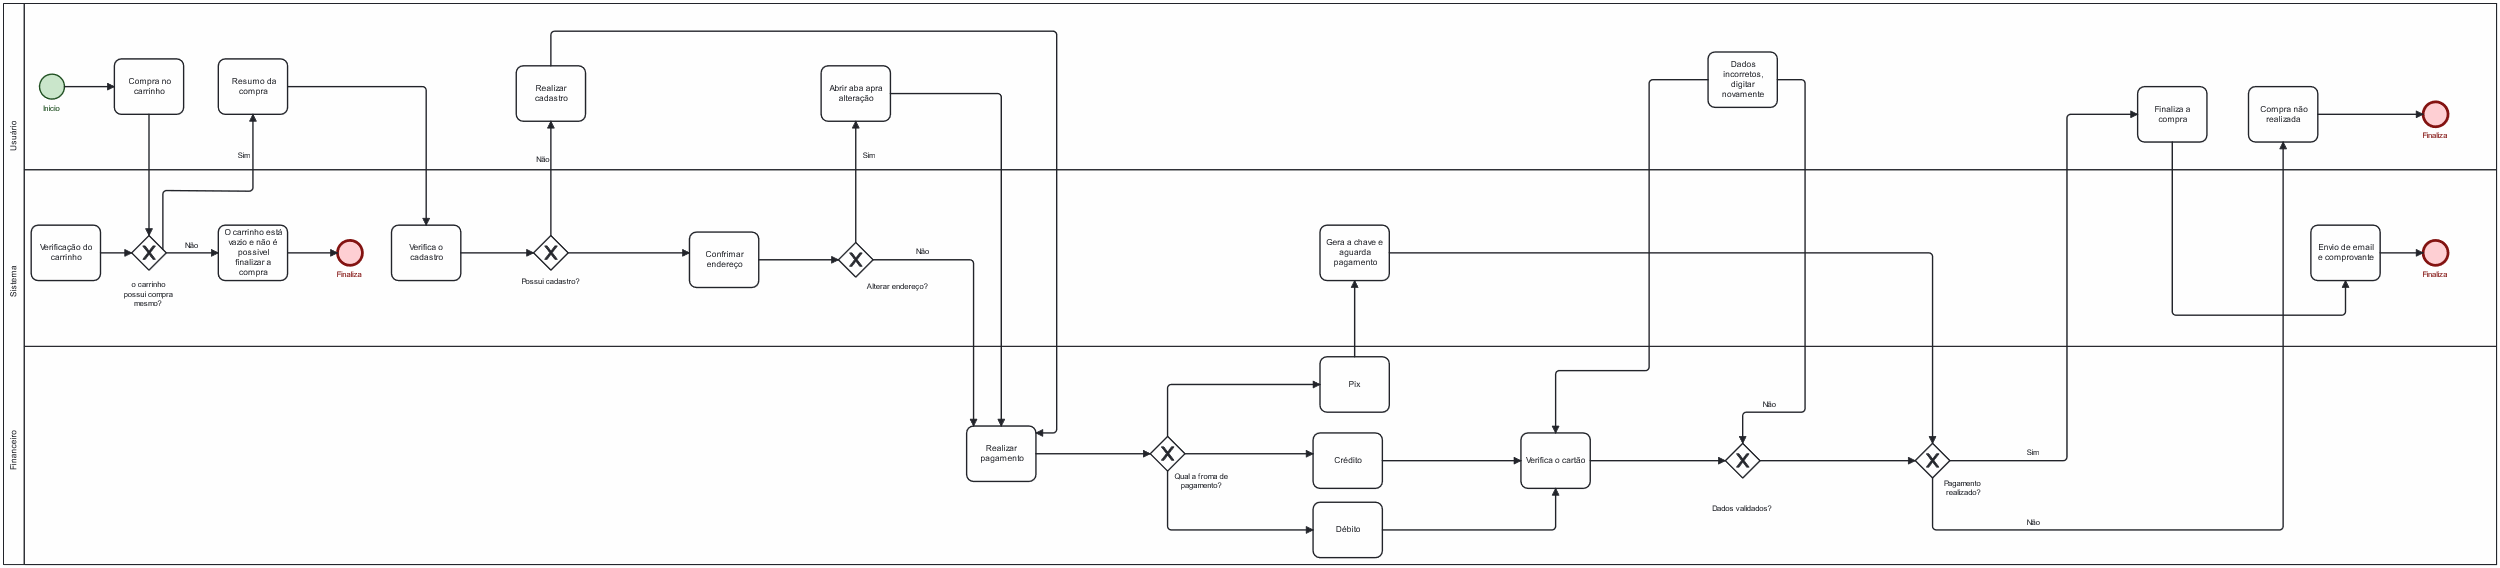 Usuário
Início
Compra no
carrinho
Resumo da
compra
Sim
Realizar
cadastro
Não
Abrir aba apra
alteração
Sim
Dados
incorretos,
digitar
novamente
Finaliza a
compra
Compra não
realizada
Finaliza
Sistema
Verificação do
carrinho
o carrinho
possui compra
mesmo?
Não
O carrinho está
vazio e não é
possível
finalizar a
compra
Finaliza
Verifica o
cadastro
Possui cadastro?
Confrimar
endereço
Não
Alterar endereço?
Gera a chave e
aguarda
pagamento
Envio de email
e comprovante
Finaliza
Financeiro
Realizar
pagamento
Qual a froma de
pagamento?
Pix
Crédito
Débito
Verifica o cartão
Não
Dados validados?
Sim
Pagamento
realizado?
Não